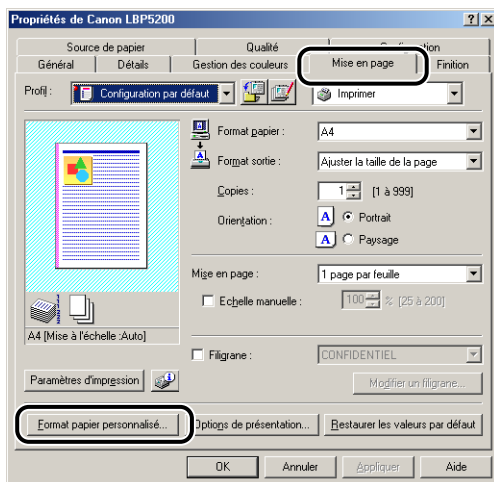 Propriétés de Canon LBP5200
Source de papier Qualité
Général Détails Gestion des couleurs Mise en page Finition
Profil : Configuration par défaut Imprimer
Format papier : A4
Format sortie : Ajuster la taille de la page
Copies : 1 [1 à 999]
Orientation : A Portrait
A Paysage
Mise en page : 1 page par feuille
Echelle manuelle : 100 % [25 à 200]
A4 [Mise à l'échelle :Auto]
Filigrane : CONFIDENTIEL
Paramètres d'impression Modifier un filigrane...
Format papier personnalisé... Options de présentation... Restaurer les valeurs par défaut
OK Annuler Appliquer Aide